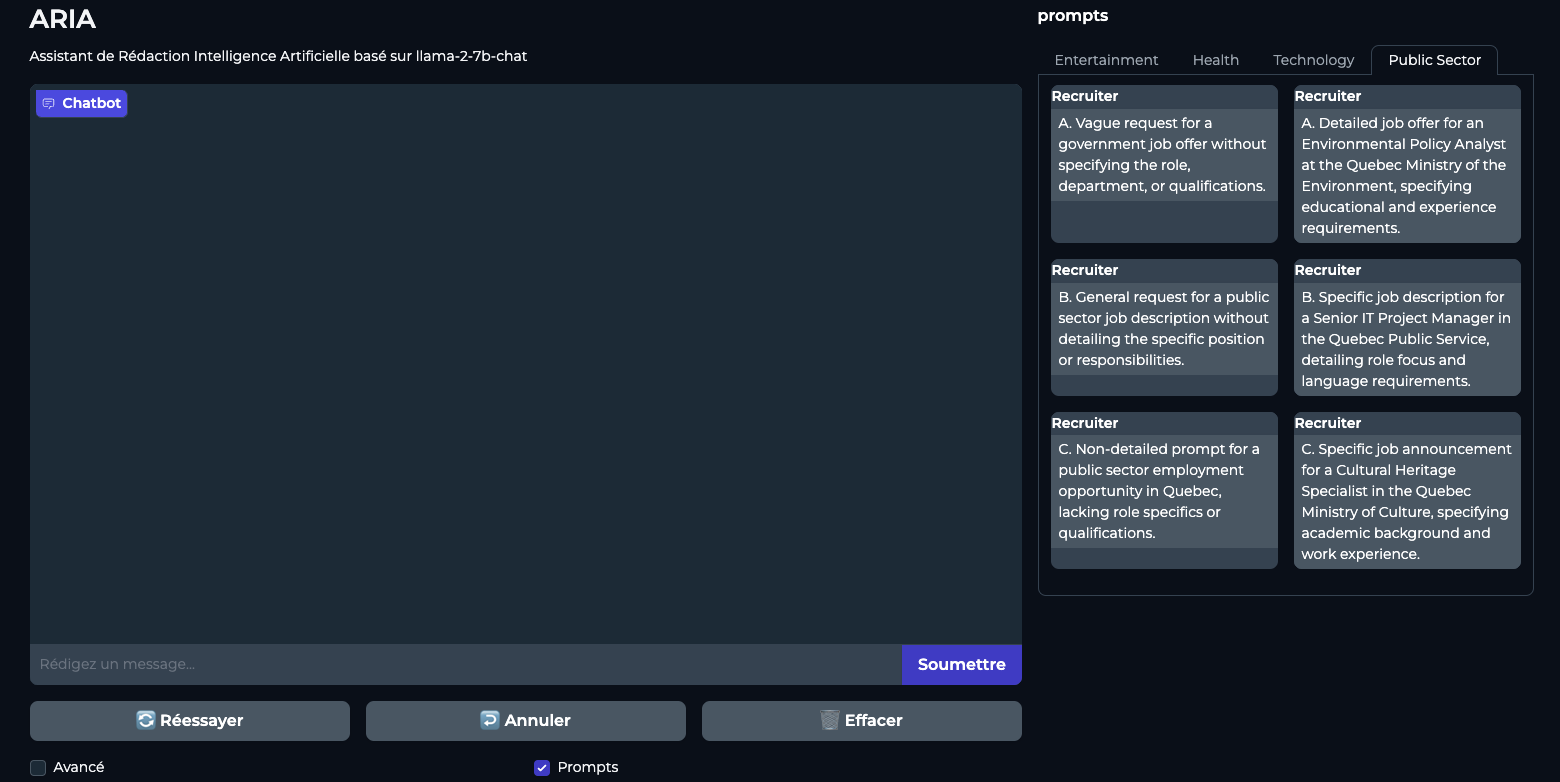 ARIA
Assistant de Rédaction Intelligence Artificielle basé sur llama-2-7b-chat
Chatbot
Rédigez un message...
Soumettre
Réessayer
Annuler
Effacer
Avancé
Prompts
prompts
Entertainment
Health
Technology
Public Sector
Recruiter
A. Vague request for a
government job offer without
specifying the role,
department, or qualifications.
Recruiter
A. Detailed job offer for an
Environmental Policy Analyst
at the Quebec Ministry of the
Environment, specifying
educational and experience
requirements.
Recruiter
B. General request for a public
sector job description without
detailing the specific position
or responsibilities.
Recruiter
B. Specific job description for
a Senior IT Project Manager in
the Quebec Public Service,
detailing role focus and
language requirements.
Recruiter
C. Non-detailed prompt for a
public sector employment
opportunity in Quebec,
lacking role specifics or
qualifications.
Recruiter
C. Specific job announcement
for a Cultural Heritage
Specialist in the Quebec
Ministry of Culture, specifying
academic background and
work experience.